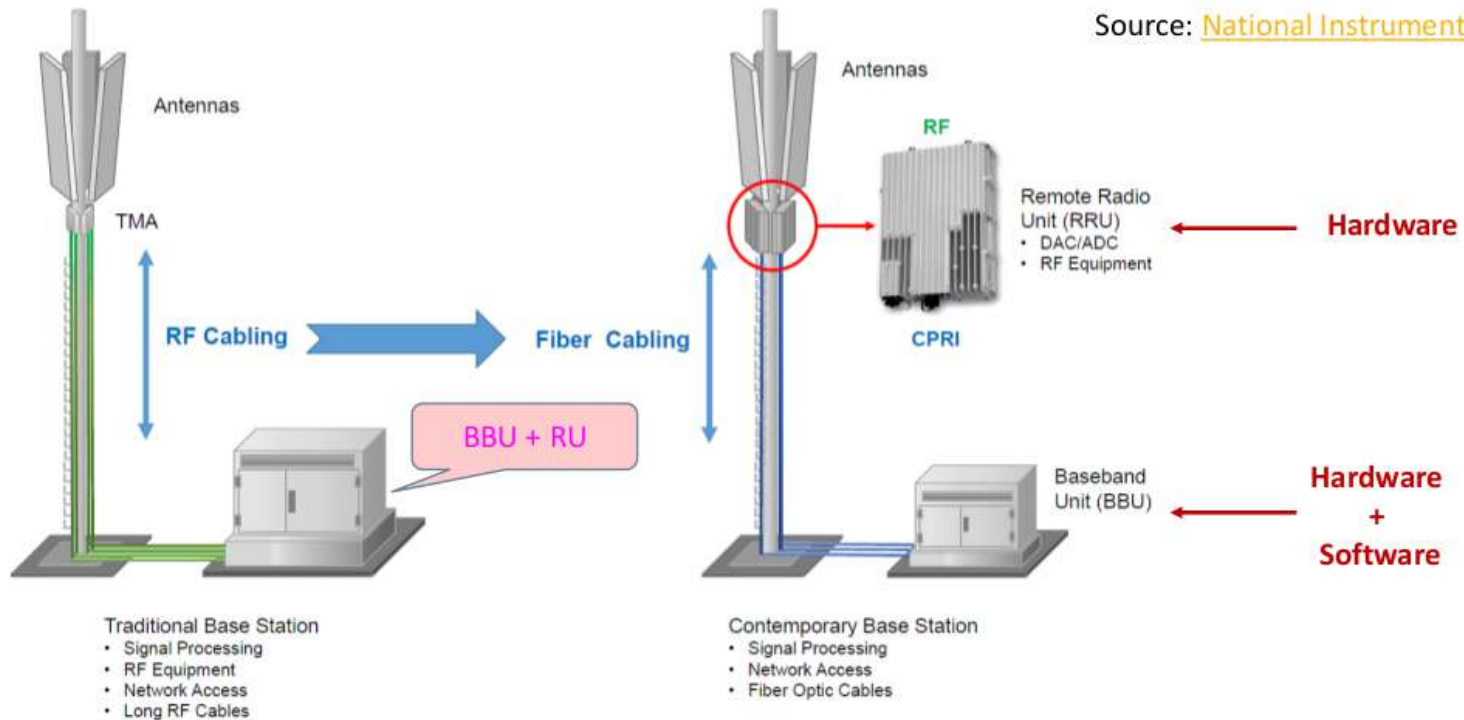 Source: National Instrument
Antennas
TMA
RF Cabling
BBU + RU
Traditional Base Station
• Signal Processing
• RF Equipment
• Network Access
• Long RF Cables
Antennas
RF
Remote Radio
Unit (RRU)
• DAC/ADC
• RF Equipment
Hardware
Fiber Cabling
CPRI
Baseband
Unit (BBU)
Hardware
+
Software
Contemporary Base Station
• Signal Processing
• Network Access
• Fiber Optic Cables